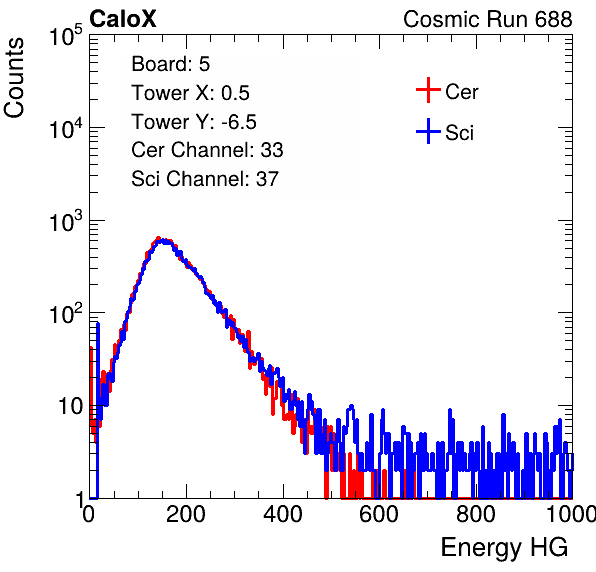 CaloX Cosmic Run 688
Counts
10^5
10^4
10^3
10^2
10
1
Board: 5
Tower X: 0.5
Tower Y: -6.5
Cer Channel: 33
Sci Channel: 37
Cer
Sci
0 200 400 600 800 1000
Energy HG